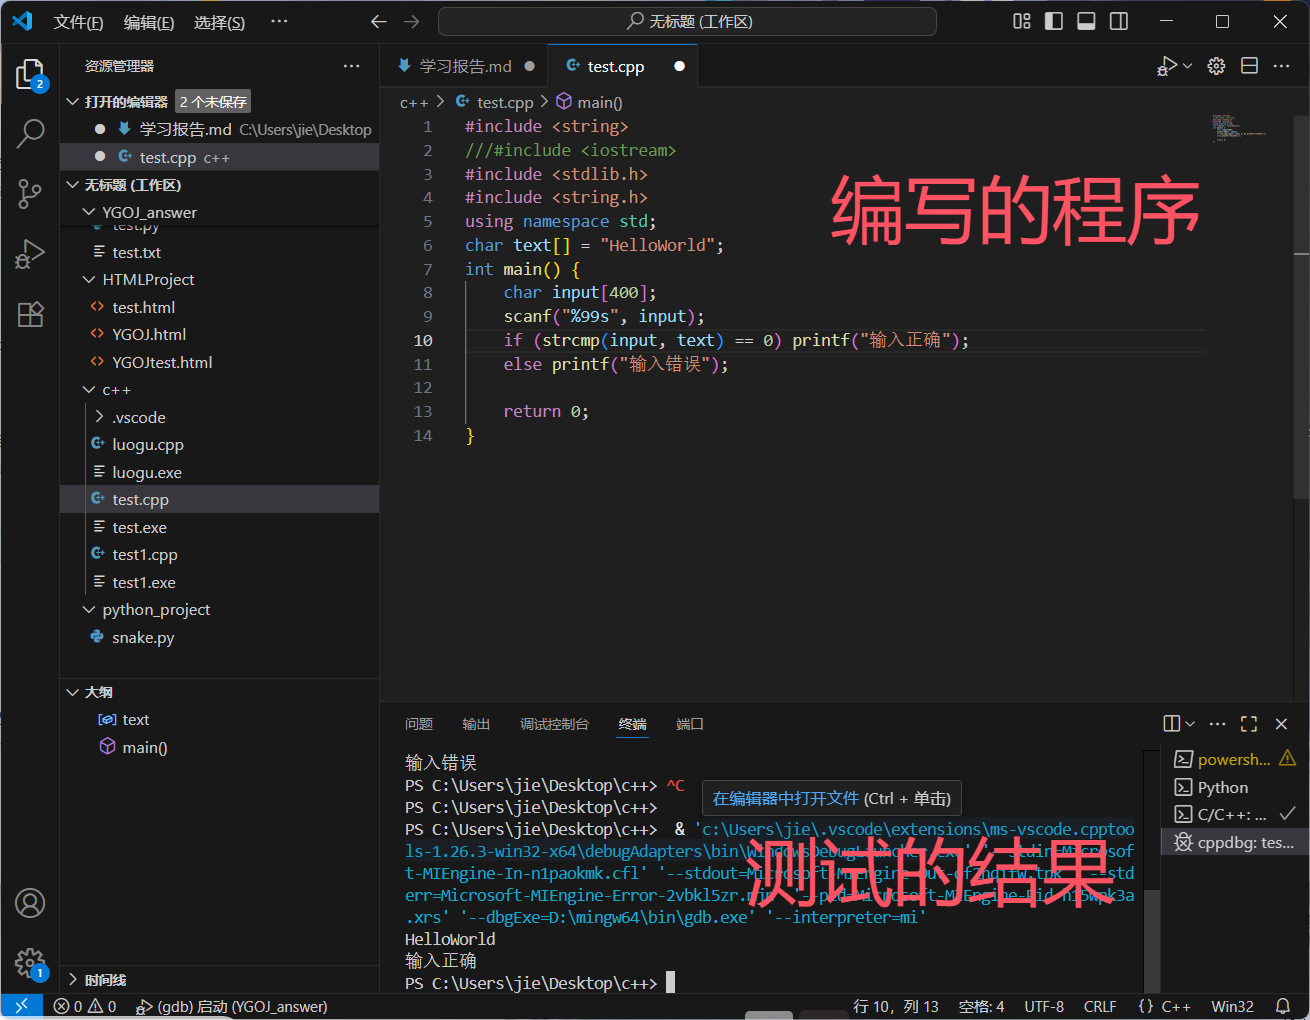 文件(F) 编辑(E) 选择(S) ··· 无标题 (工作区)
资源管理器 ···
学习报告.md
test.cpp
2
打开的编辑器 2 个未保存
学习报告.md C:\Users\jie\Desktop
test.cpp c++
无标题 (工作区)
YGOJ_answer
test.py
test.txt
HTMLProject
test.html
YGOJ.html
YGOJtest.html
c++
.vscode
luogu.cpp
luogu.exe
test.cpp
test.exe
test1.cpp
test1.exe
python_project
snake.py
大纲
text
main()
时间线
1
c++ > test.cpp > main()
1 #include <string>
2 ///#include <iostream>
3 #include <stdlib.h>
4 #include <string.h>
5 using namespace std;
6 char text[] = "HelloWorld";
7 int main() {
8 char input[400];
9 scanf("%99s", input);
10 if (strcmp(input, text) == 0) printf("输入正确");
11 else printf("输入错误");
12
13 return 0;
14 }
编写的程序
问题 输出 调试控制台 终端 端口
输入错误
PS C:\Users\jie\Desktop\c++> ^C
PS C:\Users\jie\Desktop\c++>
在编辑器中打开文件 (Ctrl + 单击)
PS C:\Users\jie\Desktop\c++> & 'c:\Users\jie\.vscode\extensions\ms-vscode.cpptoo
ls-1.26.3-win32-x64\debugAdapters\bin\WindowsDebugLauncher.exe' '--stdin=Microsof
t-MIEngine-In-n1paokmk.cfl' '--stdout=Microsoft-MIEngine-Out- '--std
err=Microsoft-MIEngine-Error-2vbkl5zr. '--pid=Microsoft-MIEngine-Pid-
.xrs' '--dbgExe=D:\mingw64\bin\gdb.exe' '--interpreter=mi'
测试的结果
HelloWorld
输入正确
PS C:\Users\jie\Desktop\c++>
powersh...
Python
C/C++: ...
cppdbg: tes...
0 0 (gdb) 启动 (YGOJ_answer) 行 10，列 13 空格: 4 UTF-8 CRLF {} C++ Win32